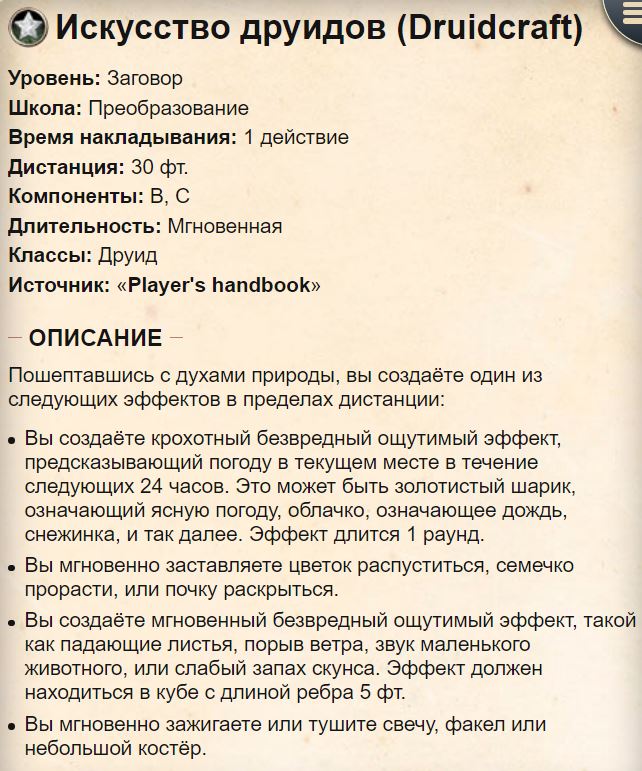 Искусство друидов (Druidcraft)
Уровень: Заговор
Школа: Преобразование
Время накладывания: 1 действие
Дистанция: 30 фт.
Компоненты: В, С
Длительность: Мгновенная
Классы: Друид
Источник: «Player's handbook»
ОПИСАНИЕ
Пошептавшись с духами природы, вы создаёте один из
следующих эффектов в пределах дистанции:
• Вы создаёте крохотный безвредный ощутимый эффект,
предсказывающий погоду в текущем месте в течение
следующих 24 часов. Это может быть золотистый шарик,
означающий ясную погоду, облачко, означающее дождь,
снежинка, и так далее. Эффект длится 1 раунд.
• Вы мгновенно заставляете цветок распуститься, семечко
прорасти, или почку раскрыться.
• Вы создаёте мгновенный безвредный ощутимый эффект, такой
как падающие листья, порыв ветра, звук маленького
животного, или слабый запах скунса. Эффект должен
находиться в кубе с длиной ребра 5 фт.
• Вы мгновенно зажигаете или тушите свечу, факел или
небольшой костёр.